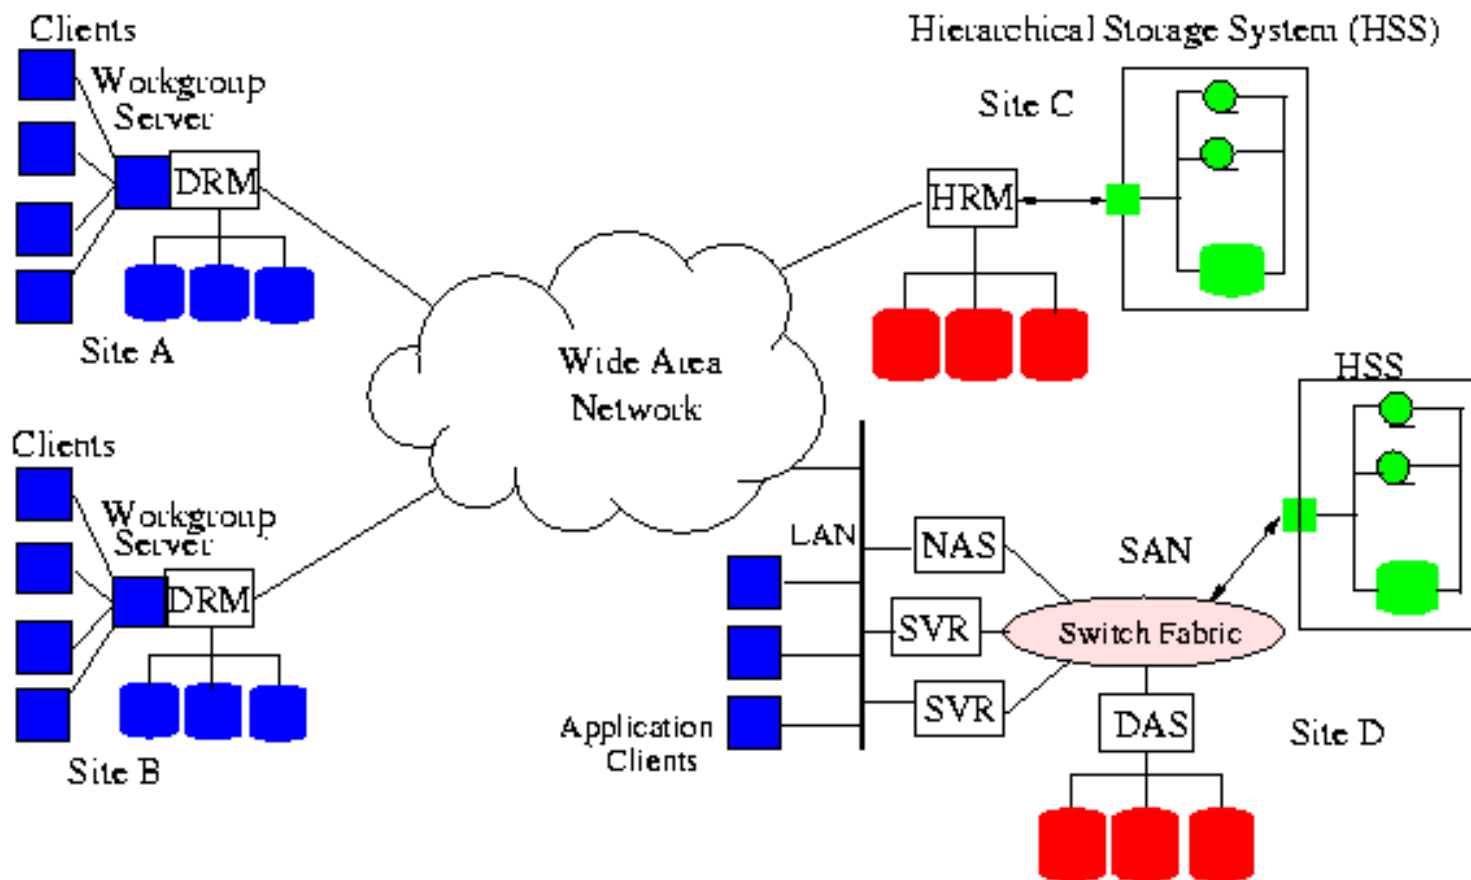 Clients
Hierarchical Storage System (HSS)
Workgroup
Server
Site C
DRM
HRM
Site A
Wide Area
Network
HSS
Clients
Workgroup
Server
DRM
LAN
NAS
SAN
SVR
Switch Fabric
SVR
DAS
Application
Clients
Site D
Site B